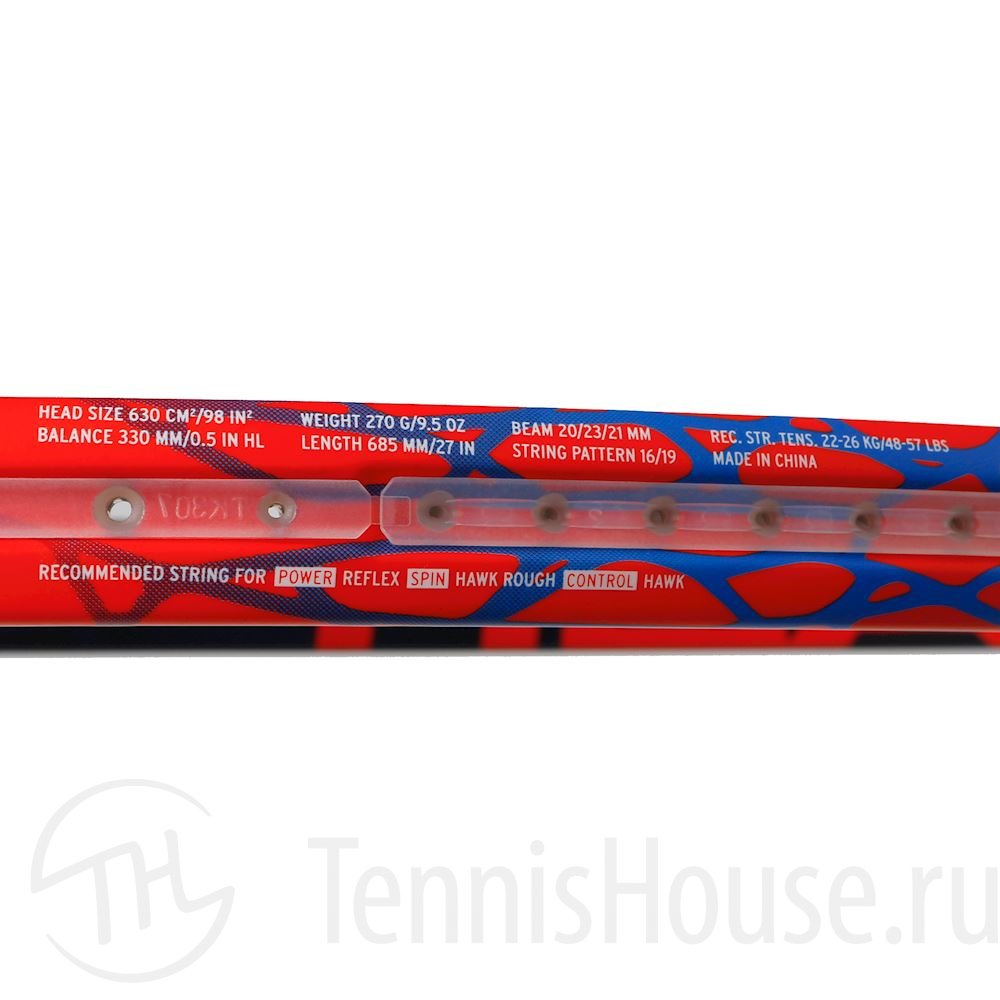 HEAD SIZE 630 CM²/98 IN²
BALANCE 330 MM/0.5 IN HL
WEIGHT 270 G/9.5 OZ
LENGTH 685 MM/27 IN
BEAM 20/23/21 MM
STRING PATTERN 16/19
REC. STR. TENS. 22-26 KG/48-57 LBS
MADE IN CHINA
TK307
RECOMMENDED STRING FOR POWER REFLEX SPIN HAWK ROUGH CONTROL HAWK
TH TennisHouse.ru